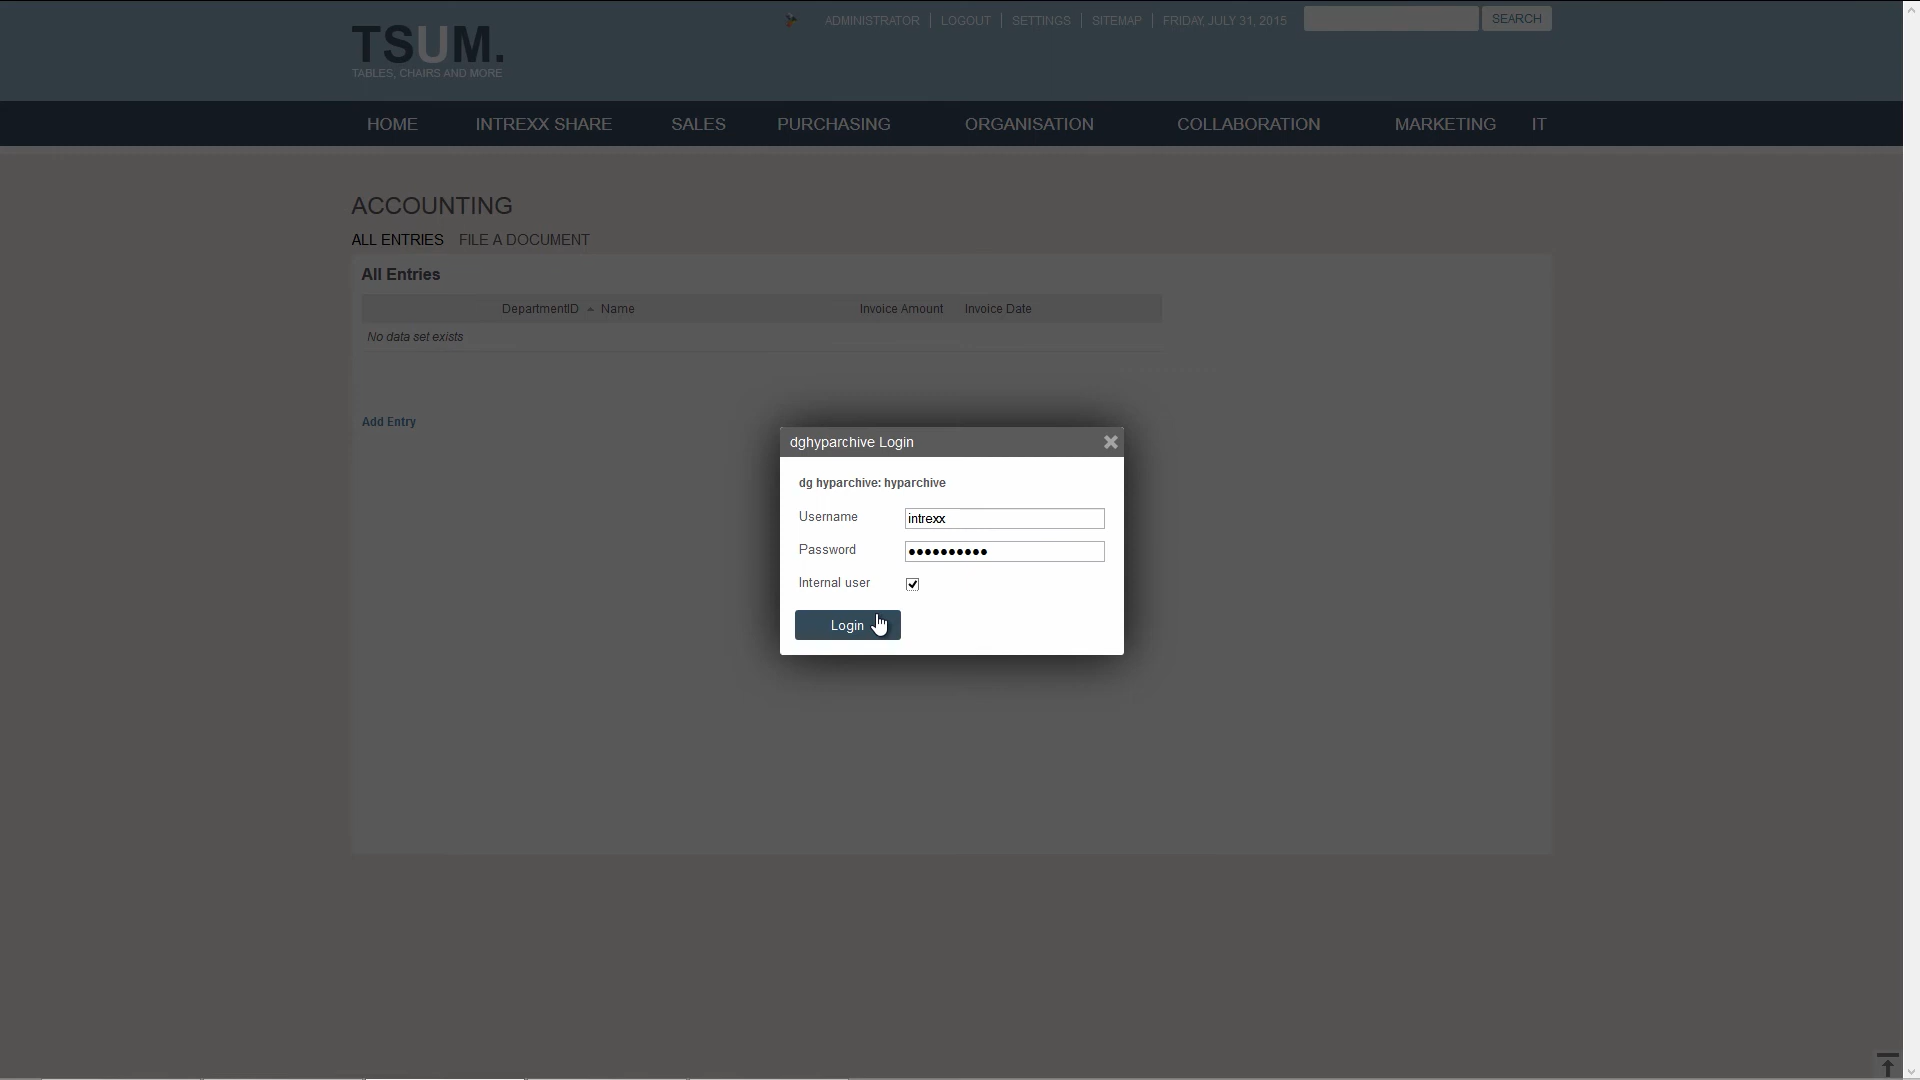 ADMINISTRATOR LOGOUT SETTINGS SITEMAP FRIDAY, JULY 31, 2015 SEARCH
TSUM.
TABLES, CHAIRS AND MORE
HOME INTREXX SHARE SALES PURCHASING ORGANISATION COLLABORATION MARKETING IT
ACCOUNTING
ALL ENTRIES FILE A DOCUMENT
All Entries
DepartmentID Name Invoice Amount Invoice Date
No data set exists
Add Entry
dghyparchive Login
dg hyparchive: hyparchive
Username intrexx
Password ●●●●●●●●●●
Internal user
Login